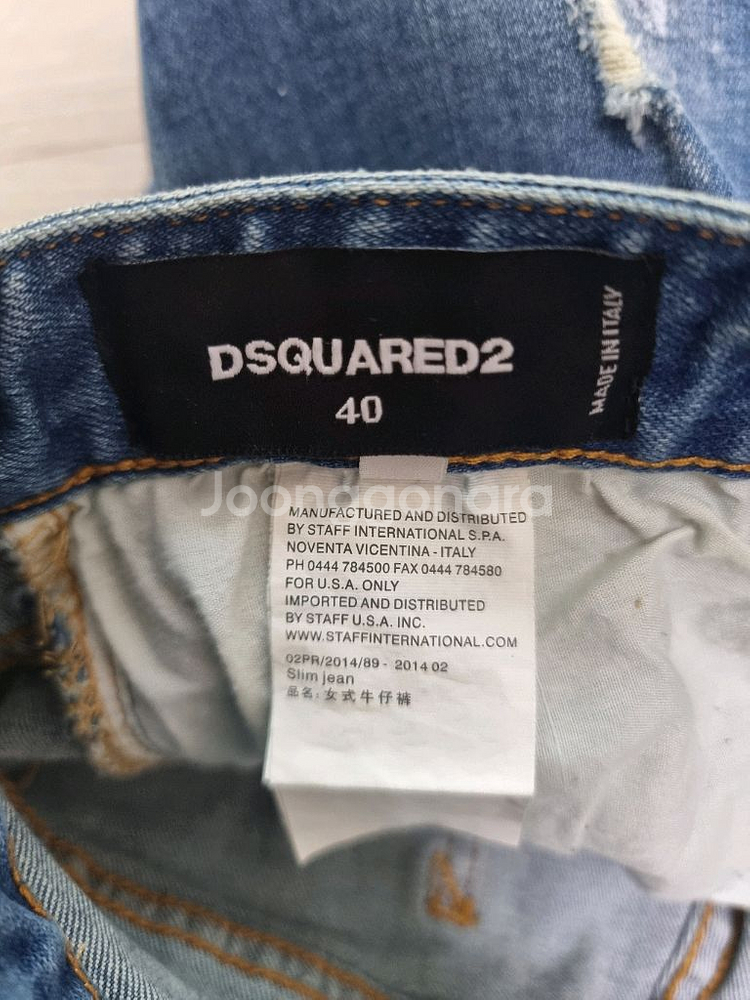 DSQUARED2
40
MADE IN ITALY
Joonggonara
MANUFACTURED AND DISTRIBUTED
BY STAFF INTERNATIONAL S.P.A.
NOVENTA VICENTINA - ITALY
PH 0444 784500 FAX 0444 784580
FOR U.S.A. ONLY
IMPORTED AND DISTRIBUTED
BY STAFF U.S.A. INC.
WWW.STAFFINTERNATIONAL.COM
02PR/2014/89 - 2014 02
Slim jean
品名: 女式牛仔裤